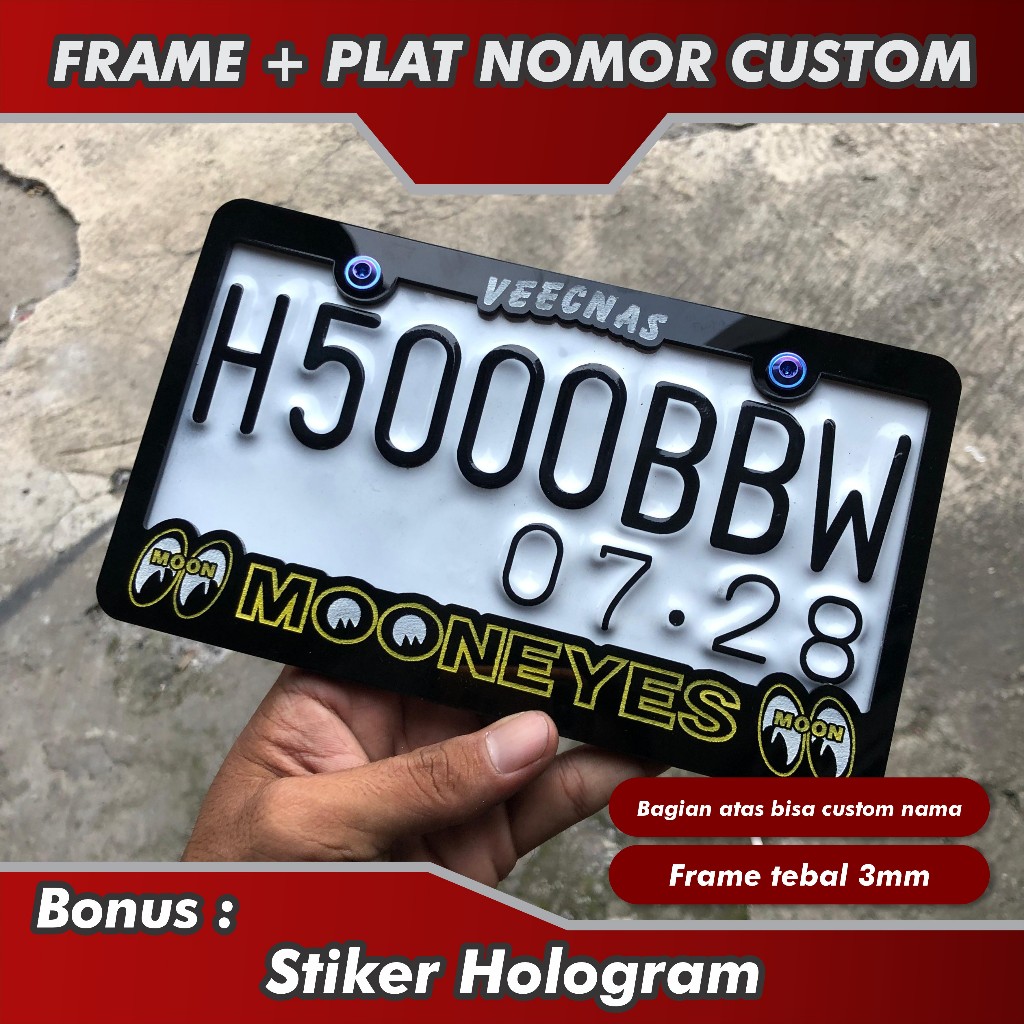 FRAME + PLAT NOMOR CUSTOM
VEECNAS
H5000BBW
07·28
MOON
MOONEYES
MOON
Bagian atas bisa custom nama
Frame tebal 3mm
Bonus :
Stiker Hologram